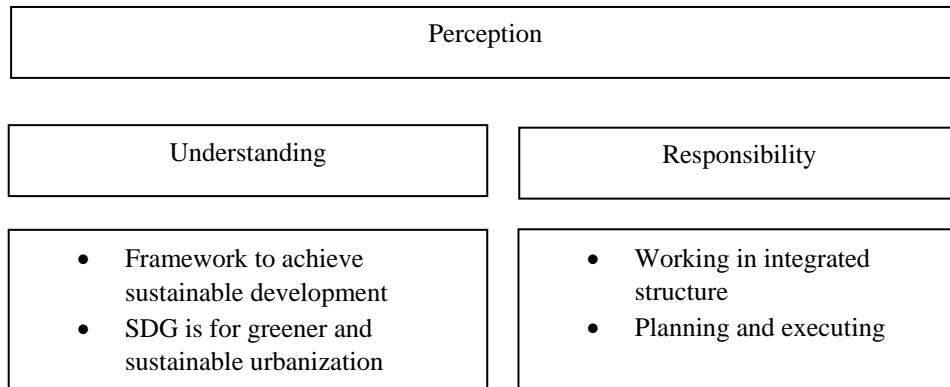 Perception
Understanding
Responsibility
• Framework to achieve
sustainable development
• SDG is for greener and
sustainable urbanization
• Working in integrated
structure
• Planning and executing